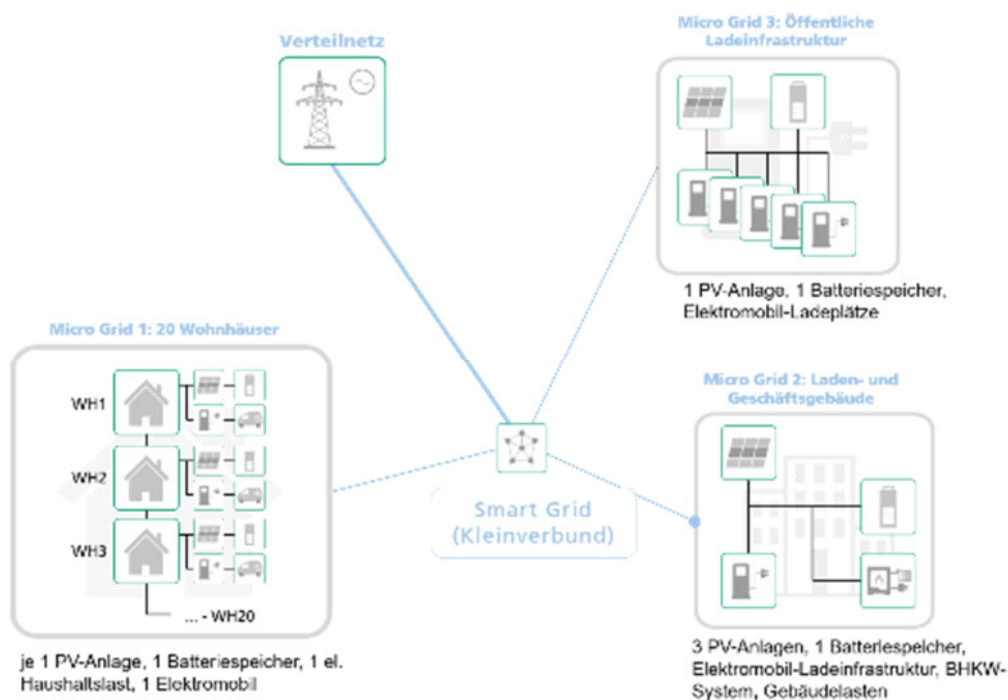 Verteilnetz
Micro Grid 3: Öffentliche
Ladeinfrastruktur
1 PV-Anlage, 1 Batteriespeicher,
Elektromobil-Ladeplätze
Micro Grid 1: 20 Wohnhäuser
WH1
WH2
WH3
... - WH20
je 1 PV-Anlage, 1 Batteriespeicher, 1 el.
Haushaltslast, 1 Elektromobil
Smart Grid
(Kleinverbund)
Micro Grid 2: Laden- und
Geschäftsgebäude
3 PV-Anlagen, 1 Batteriespeicher,
Elektromobil-Ladeinfrastruktur, BHKW-
System, Gebäudelasten